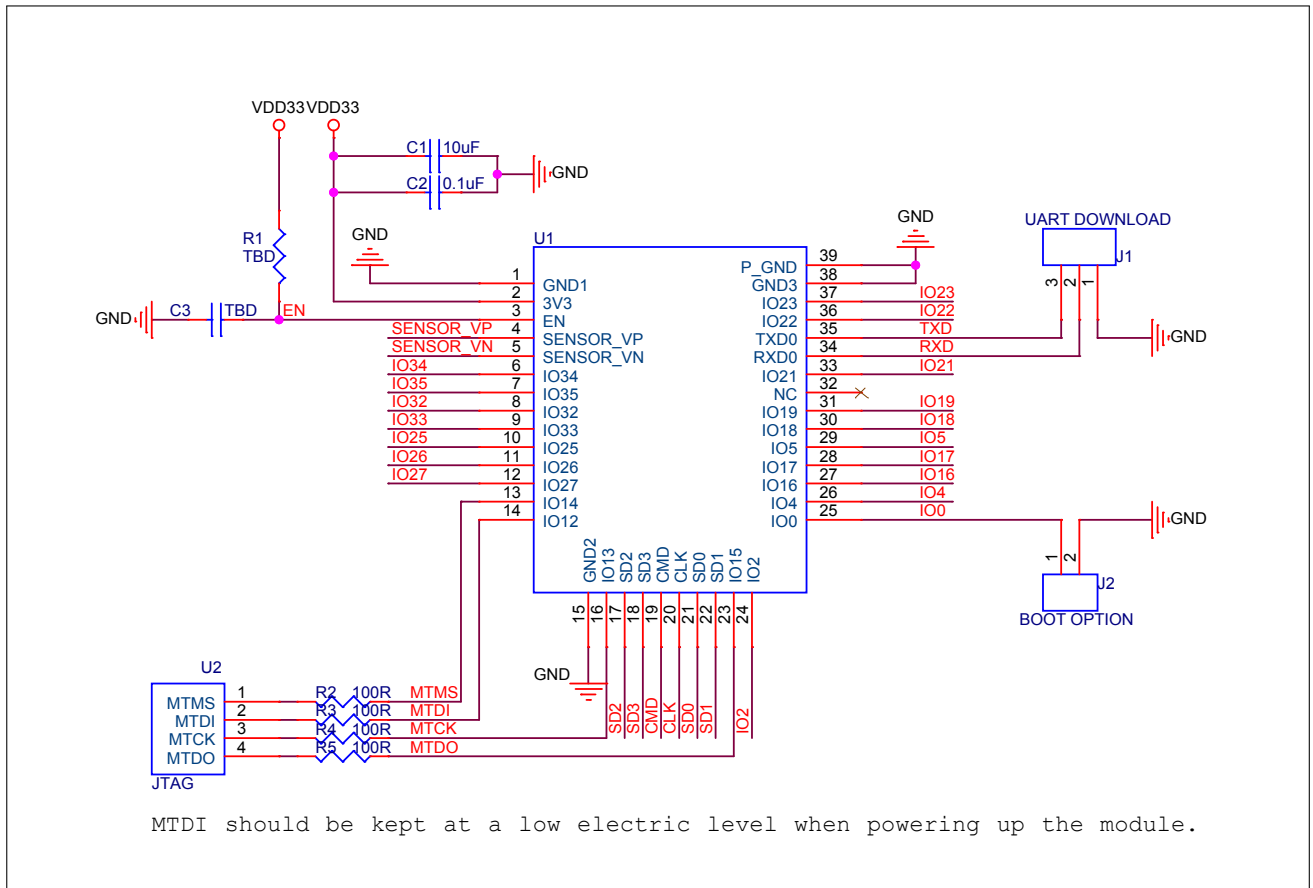 VDD33 VDD33
C1 10uF
C2 0.1uF
GND
R1
TBD
GND
C3 TBD EN
GND
U1
1 GND1
2 3V3
3 EN
SENSOR_VP 4 SENSOR_VP
SENSOR_VN 5 SENSOR_VN
IO34 6 IO34
IO35 7 IO35
IO32 8 IO32
IO33 9 IO33
IO25 10 IO25
IO26 11 IO26
IO27 12 IO27
13 IO14
14 IO12
GND
P_GND 39
GND3 38
IO23 37 IO23
IO22 36 IO22
TXD0 35 TXD
RXD0 34 RXD
IO21 33 IO21
NC 32
IO19 31 IO19
IO18 30 IO18
IO5 29 IO5
IO17 28 IO17
IO16 27 IO16
IO4 26 IO4
IO0 25 IO0
UART DOWNLOAD
J1
3 2 1
GND
GND
1 2
J2
BOOT OPTION
GND2 IO13 SD2 SD3 CMD CLK SD0 SD1 IO15 IO2
15 16 17 18 19 20 21 22 23 24
GND
SD2 SD3 CMD CLK SD0 SD1 IO2
U2
MTMS 1 R2 100R MTMS
MTDI 2 R3 100R MTDI
MTCK 3 R4 100R MTCK
MTDO 4 R5 100R MTDO
JTAG
MTDI should be kept at a low electric level when powering up the module.